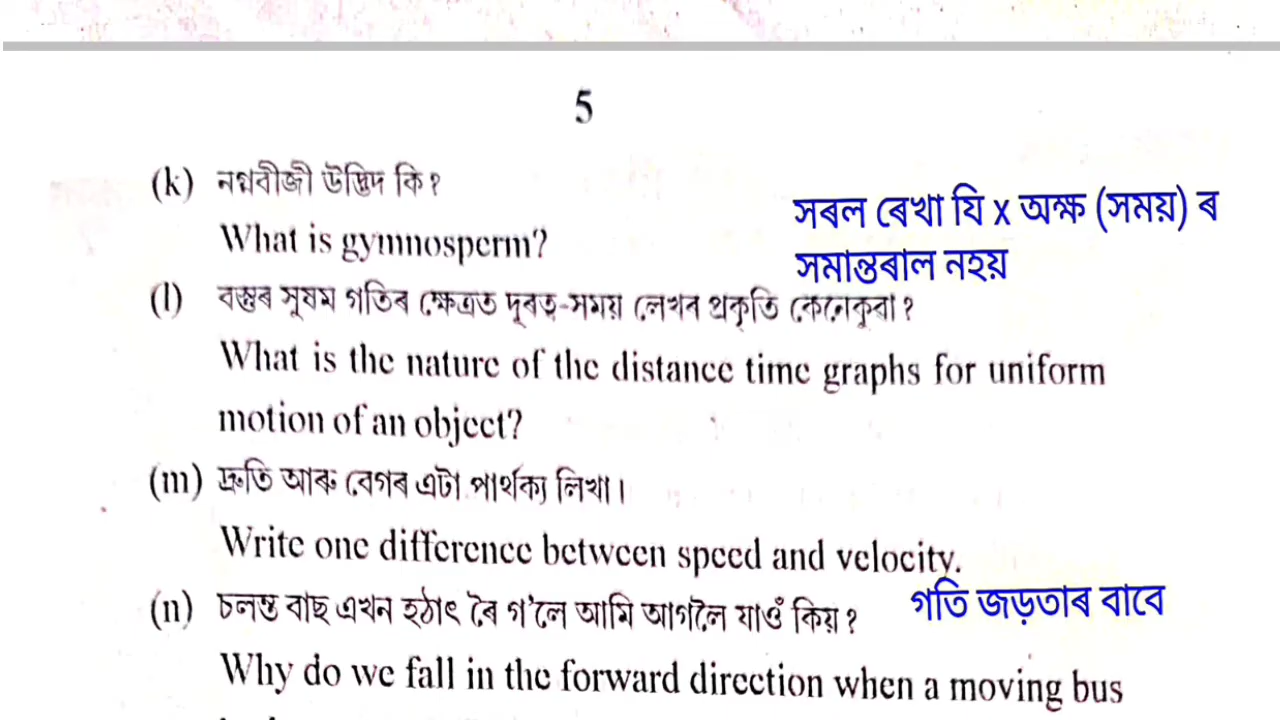 5
(k) নগ্নবীজী উদ্ভিদ কি?
What is gymnosperm?
সৰল ৰেখা যি x অক্ষ (সময়) ৰ
সমান্তৰাল নহয়
(l) বস্তুৰ সুষম গতিৰ ক্ষেত্ৰত দূৰত্ব-সময় লেখৰ প্ৰকৃতি কেনেকুৱা?
What is the nature of the distance time graphs for uniform
motion of an object?
(m) দ্ৰুতি আৰু বেগৰ এটা পাৰ্থক্য লিখা।
Write one difference between speed and velocity.
গতি জড়তাৰ বাবে
(n) চলন্ত বাছ এখন হঠাৎ ৰৈ গ'লে আমি আগলৈ যাওঁ কিয়?
Why do we fall in the forward direction when a moving bus